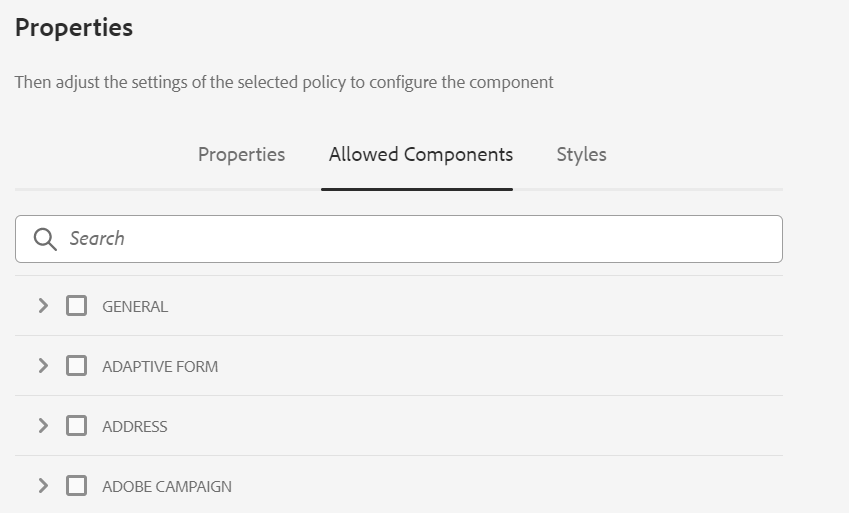 Properties
Then adjust the settings of the selected policy to configure the component
Properties Allowed Components Styles
Search
GENERAL
ADAPTIVE FORM
ADDRESS
ADOBE CAMPAIGN